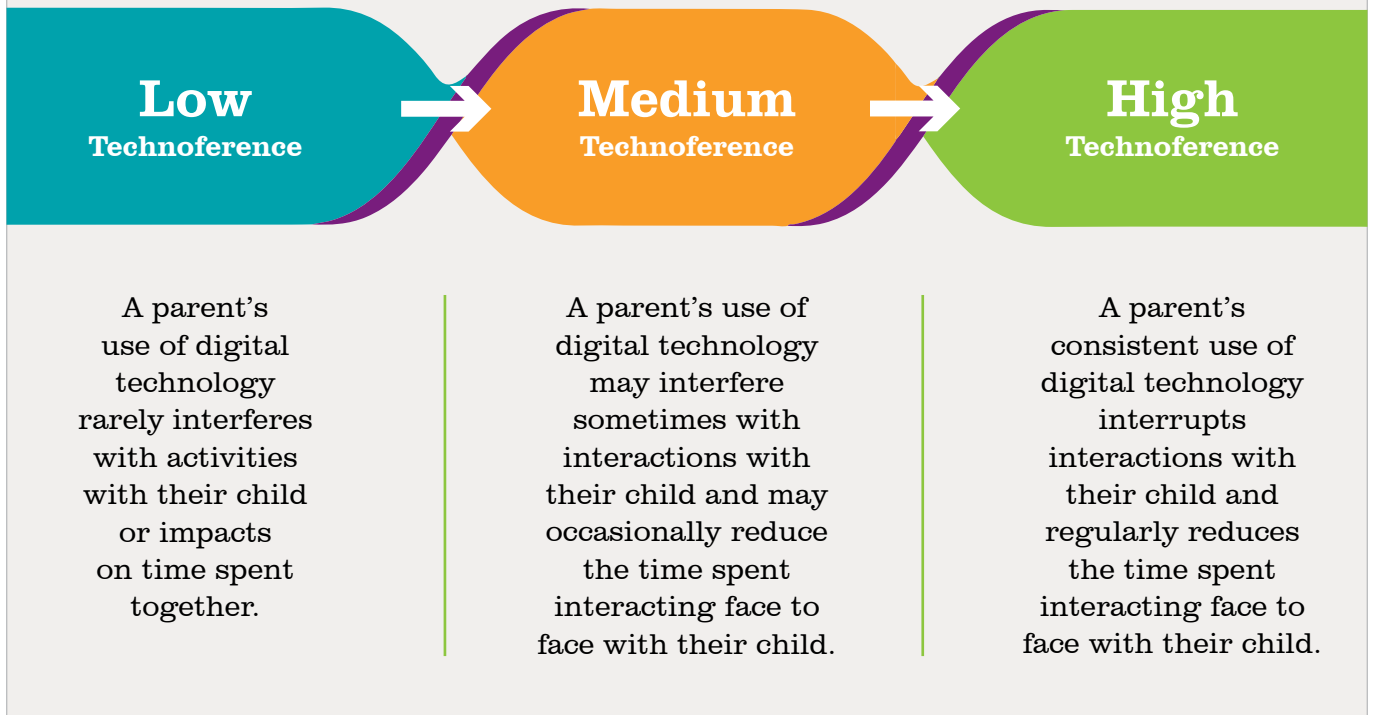 Low
Technoference
Medium
Technoference
High
Technoference
A parent's
use of digital
technology
rarely interferes
with activities
with their child
or impacts
on time spent
together.
A parent's use of
digital technology
may interfere
sometimes with
interactions with
their child and may
occasionally reduce
the time spent
interacting face to
face with their child.
A parent's
consistent use of
digital technology
interrupts
interactions with
their child and
regularly reduces
the time spent
interacting face to
face with their child.